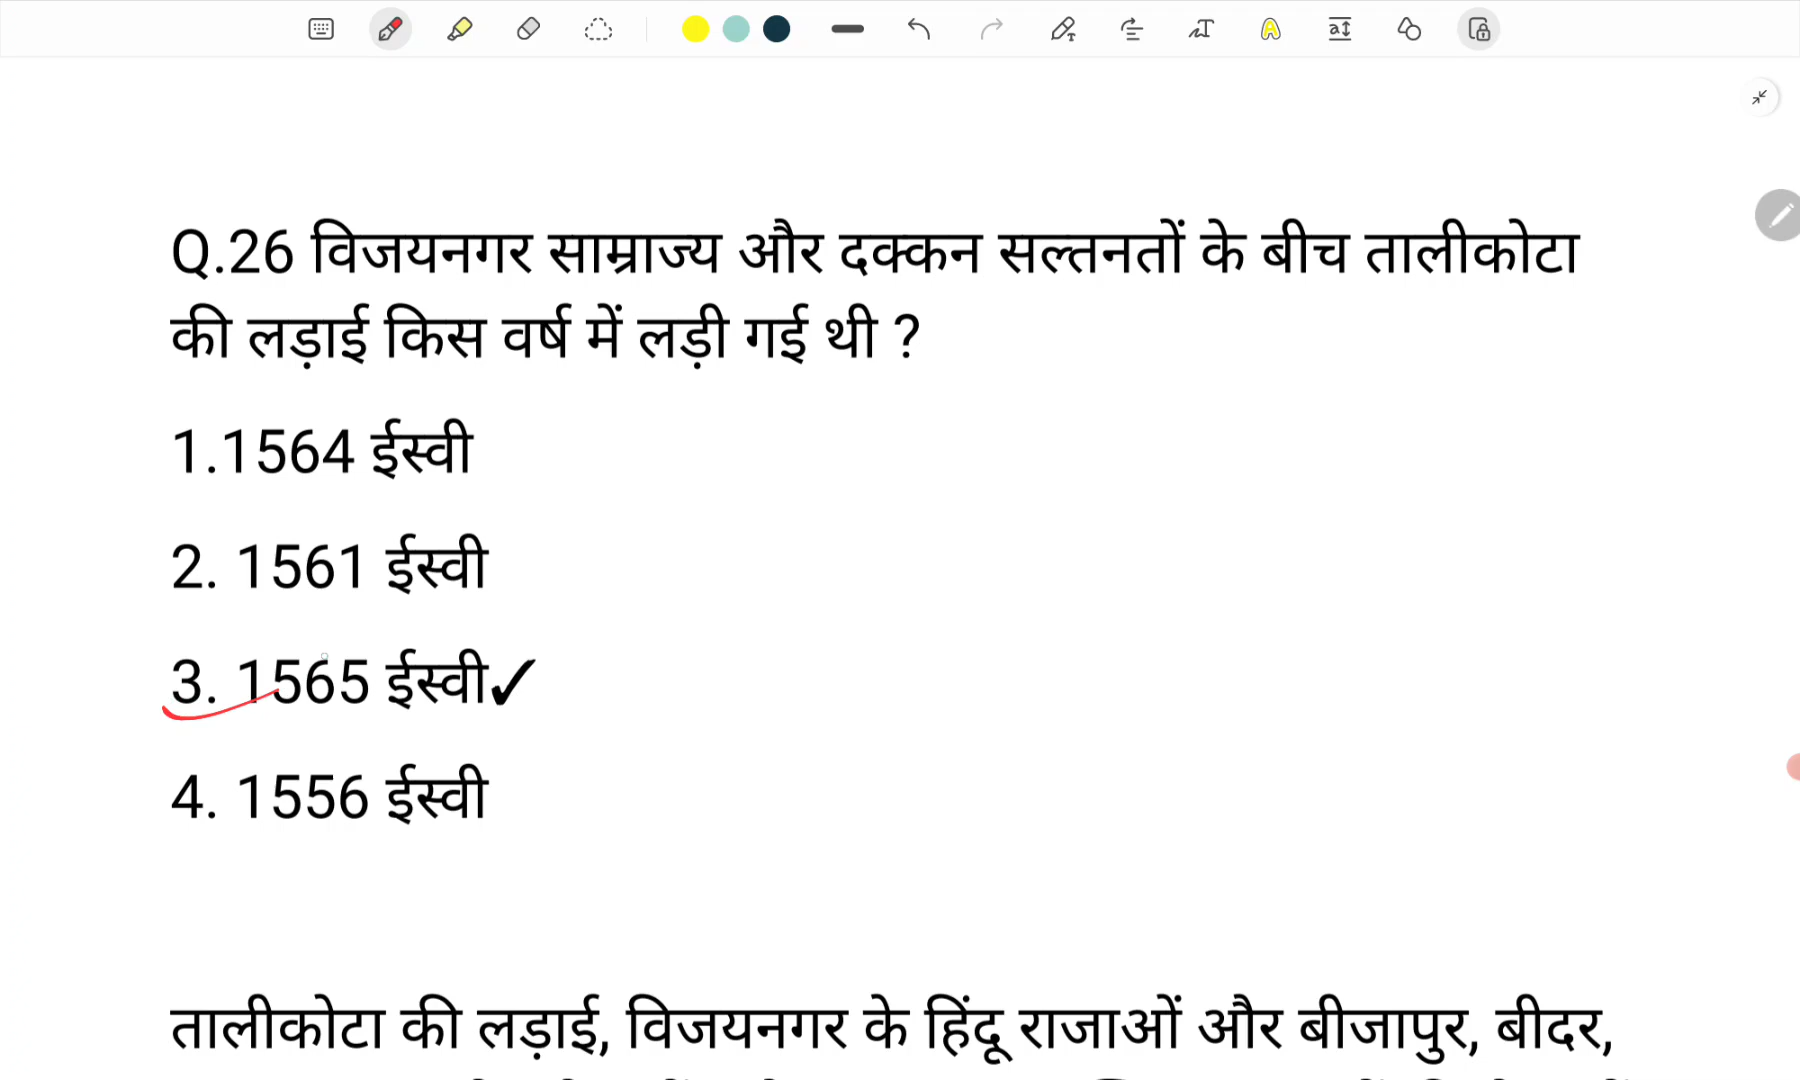 Q.26 विजयनगर साम्राज्य और दक्कन सल्तनतों के बीच तालीकोटा
की लड़ाई किस वर्ष में लड़ी गई थी ?
1.1564 ईस्वी
2. 1561 ईस्वी
3. 1565 ईस्वी✓
4. 1556 ईस्वी
तालीकोटा की लड़ाई, विजयनगर के हिंदू राजाओं और बीजापुर, बीदर,